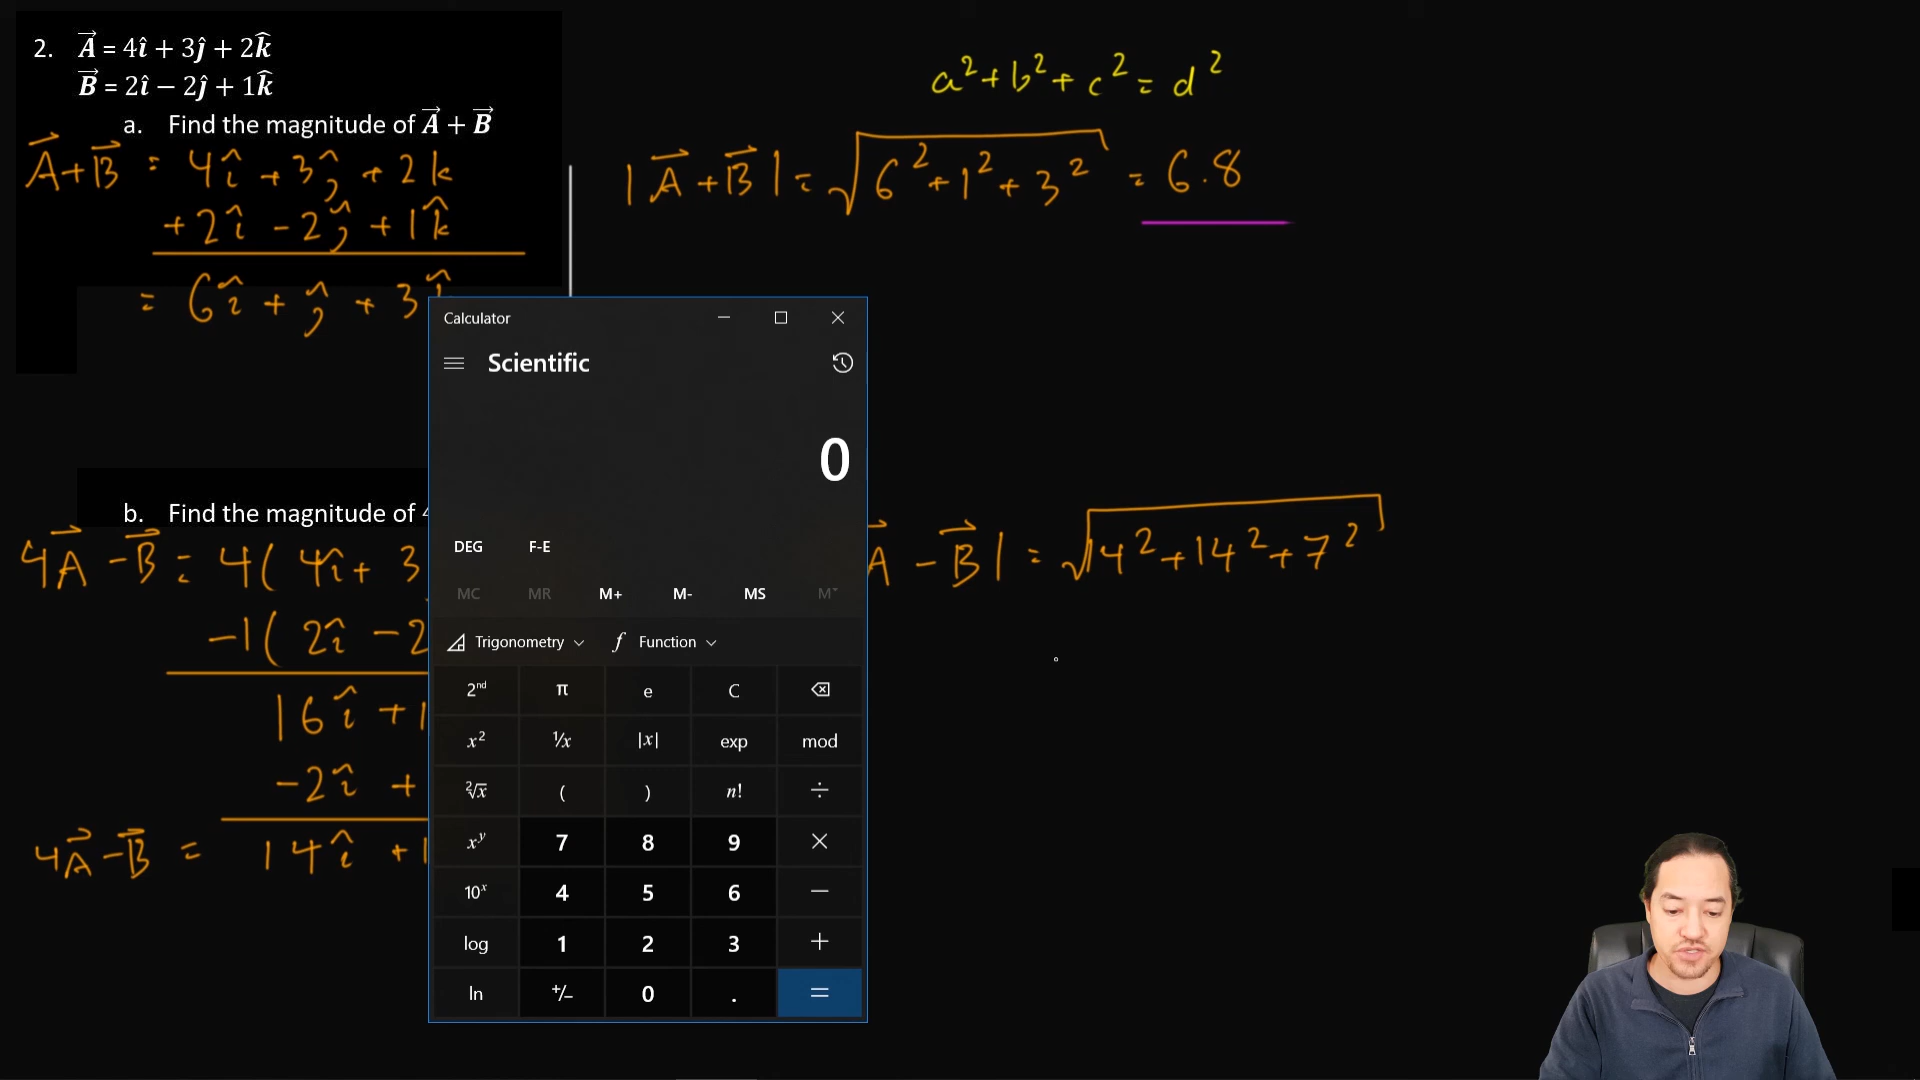 2. A⃗ = 4î + 3ĵ + 2k̂
B⃗ = 2î − 2ĵ + 1k̂
a. Find the magnitude of A⃗ + B⃗
A⃗+B⃗ = 4î + 3ĵ + 2k
+2î − 2ĵ + 1k̂
= 6î + ĵ + 3
a² + b² + c² = d²
|A⃗ + B⃗| = √6² + 1² + 3² = 6.8
Calculator
Scientific
0
DEG F-E
MC MR M+ M- MS M˅
Trigonometry f Function
2ⁿᵈ π e C
x² ¹/x |x| exp mod
²√x ( ) n! ÷
xʸ 7 8 9 ×
10ˣ 4 5 6 −
log 1 2 3 +
ln +/− 0 . =
b. Find the magnitude of
4A⃗ − B⃗ = 4( 4î + 3
−1( 2î − 2
16î + 1
−2î +
4A⃗ − B⃗ = 14î + 1
A⃗ − B⃗| = √14² + 14² + 7²